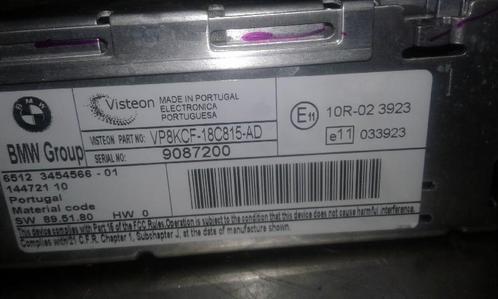 BMW
BMW Group
Visteon
MADE IN PORTUGAL
ELECTRONICA
PORTUGUESA
VISTEON PART NO: VP8KCF-18C815-AD
SERIAL NO: 9087200
E11 10R-02 3923
e11 033923
6512 3454566 - 01
144721 10
Portugal
Material code
SW 89.51.80 HW 0
This device complies with Part 15 of the FCC Rules Operation is subject to the condition that this device does not cause harmful interference.
Complies with 21 C.F.R, Chapter 1, Subchapter J, at the date of manufacture